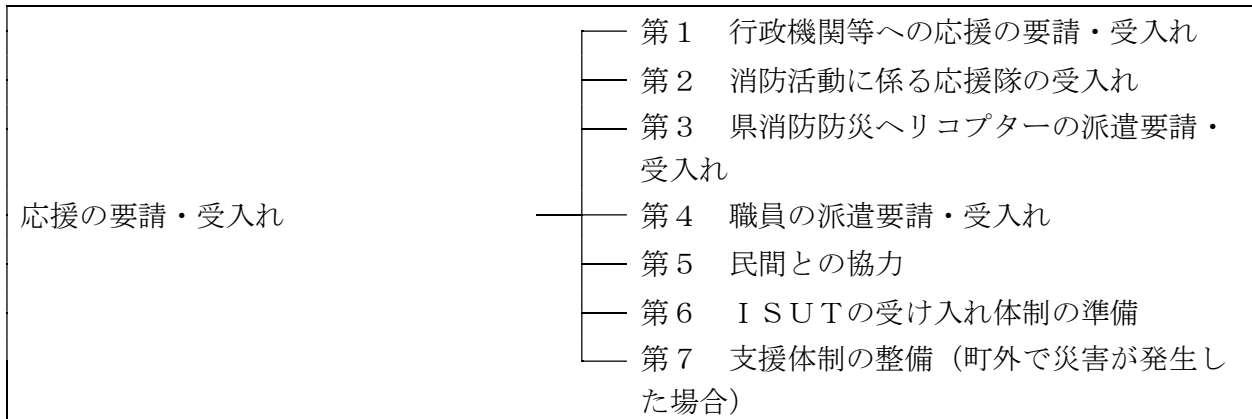 応援の要請・受入れ
第１　行政機関等への応援の要請・受入れ
第２　消防活動に係る応援隊の受入れ
第３　県消防防災ヘリコプターの派遣要請・
受入れ
第４　職員の派遣要請・受入れ
第５　民間との協力
第６　ＩＳＵＴの受け入れ体制の準備
第７　支援体制の整備（町外で災害が発生し
た場合）